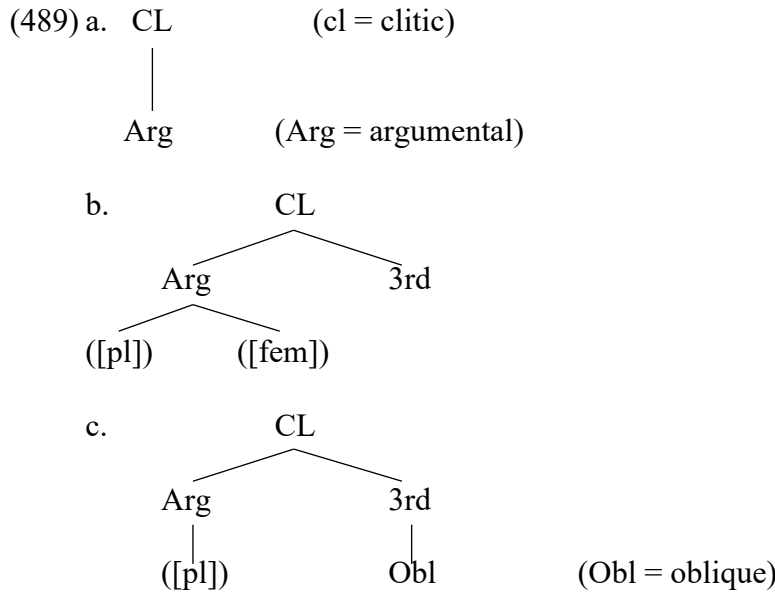 (489) a. CL (cl = clitic)
Arg (Arg = argumental)
b. CL
Arg 3rd
([pl]) ([fem])
c. CL
Arg 3rd
([pl]) Obl (Obl = oblique)